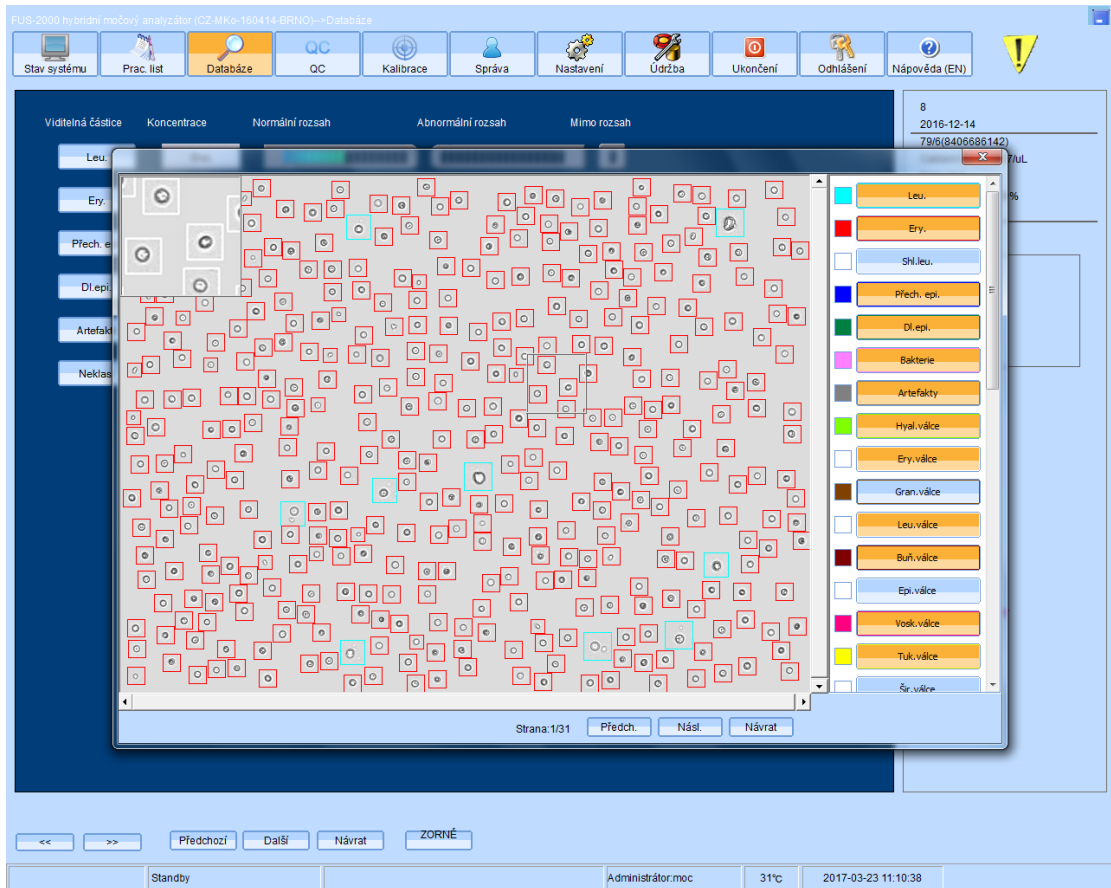 FUS-2000 hybridní močový analyzátor (CZ-MKo-160414-BRNO)-->Databáze
Stav systému Prac. list Databáze QC QC Kalibrace Správa Nastavení Údržba Ukončení Odhlášení Nápověda (EN)
8
2016-12-14
79/6(8406686142)
7/uL
%
Viditelná částice Koncentrace Normální rozsah Abnormální rozsah Mimo rozsah
Leu.
Ery.
Přech. e
Dl.epi.
Artefakt
Neklas
Leu.
Ery.
Shl.leu.
Přech. epi.
Dl.epi.
Bakterie
Artefakty
Hyal.válce
Ery.válce
Gran.válce
Leu.válce
Buň.válce
Epi.válce
Vosk.válce
Tuk.válce
Šir.válce
Strana:1/31 Předch. Násl. Návrat
<< >> Předchozí Další Návrat ZORNÉ
Standby Administrátor:moc 31℃ 2017-03-23 11:10:38